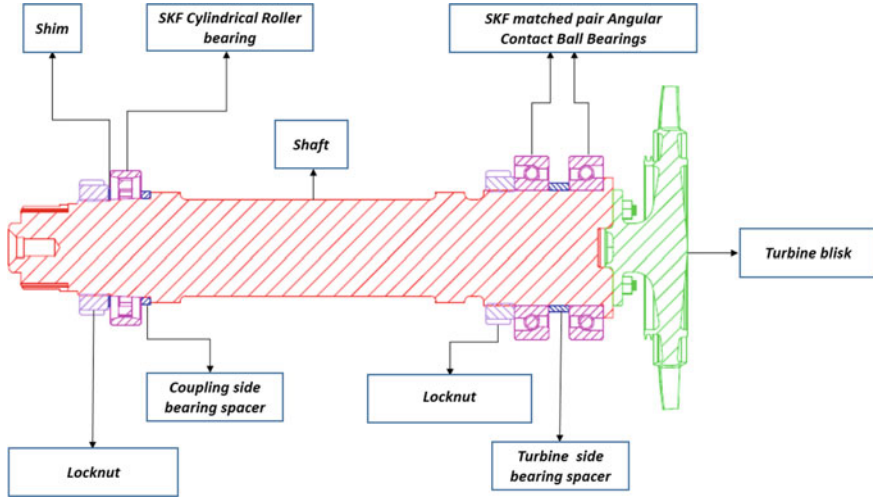 Shim
SKF Cylindrical Roller
bearing
SKF matched pair Angular
Contact Ball Bearings
Shaft
Turbine blisk
Coupling side
bearing spacer
Locknut
Locknut
Turbine side
bearing spacer